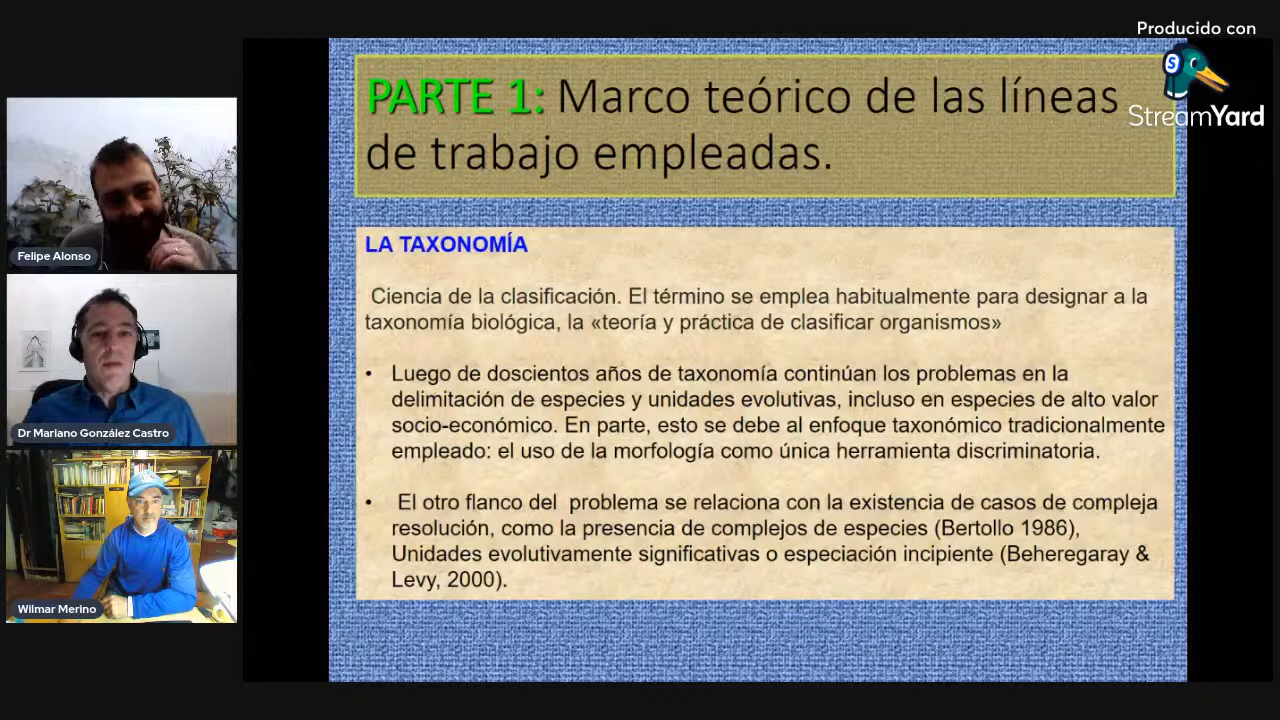 Producido con
StreamYard
PARTE 1: Marco teórico de las líneas
de trabajo empleadas.
LA TAXONOMÍA
Ciencia de la clasificación. El término se emplea habitualmente para designar a la
taxonomía biológica, la «teoría y práctica de clasificar organismos»
• Luego de doscientos años de taxonomía continúan los problemas en la
delimitación de especies y unidades evolutivas, incluso en especies de alto valor
socio-económico. En parte, esto se debe al enfoque taxonómico tradicionalmente
empleado: el uso de la morfología como única herramienta discriminatoria.
• El otro flanco del problema se relaciona con la existencia de casos de compleja
resolución, como la presencia de complejos de especies (Bertollo 1986),
Unidades evolutivamente significativas o especiación incipiente (Beheregaray &
Levy, 2000).
Felipe Alonso
Dr Mariano González Castro
Wilmar Merino